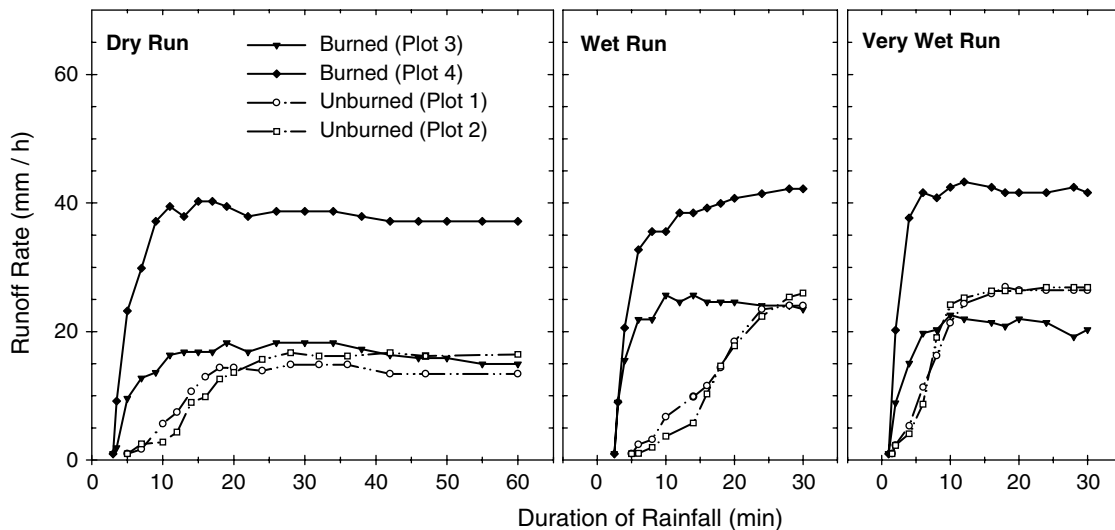 Dry Run
Burned (Plot 3)
Burned (Plot 4)
Unburned (Plot 1)
Unburned (Plot 2)
Wet Run
Very Wet Run
60
40
20
0
Runoff Rate (mm / h)
0 10 20 30 40 50 60
0 10 20 30
0 10 20 30
Duration of Rainfall (min)